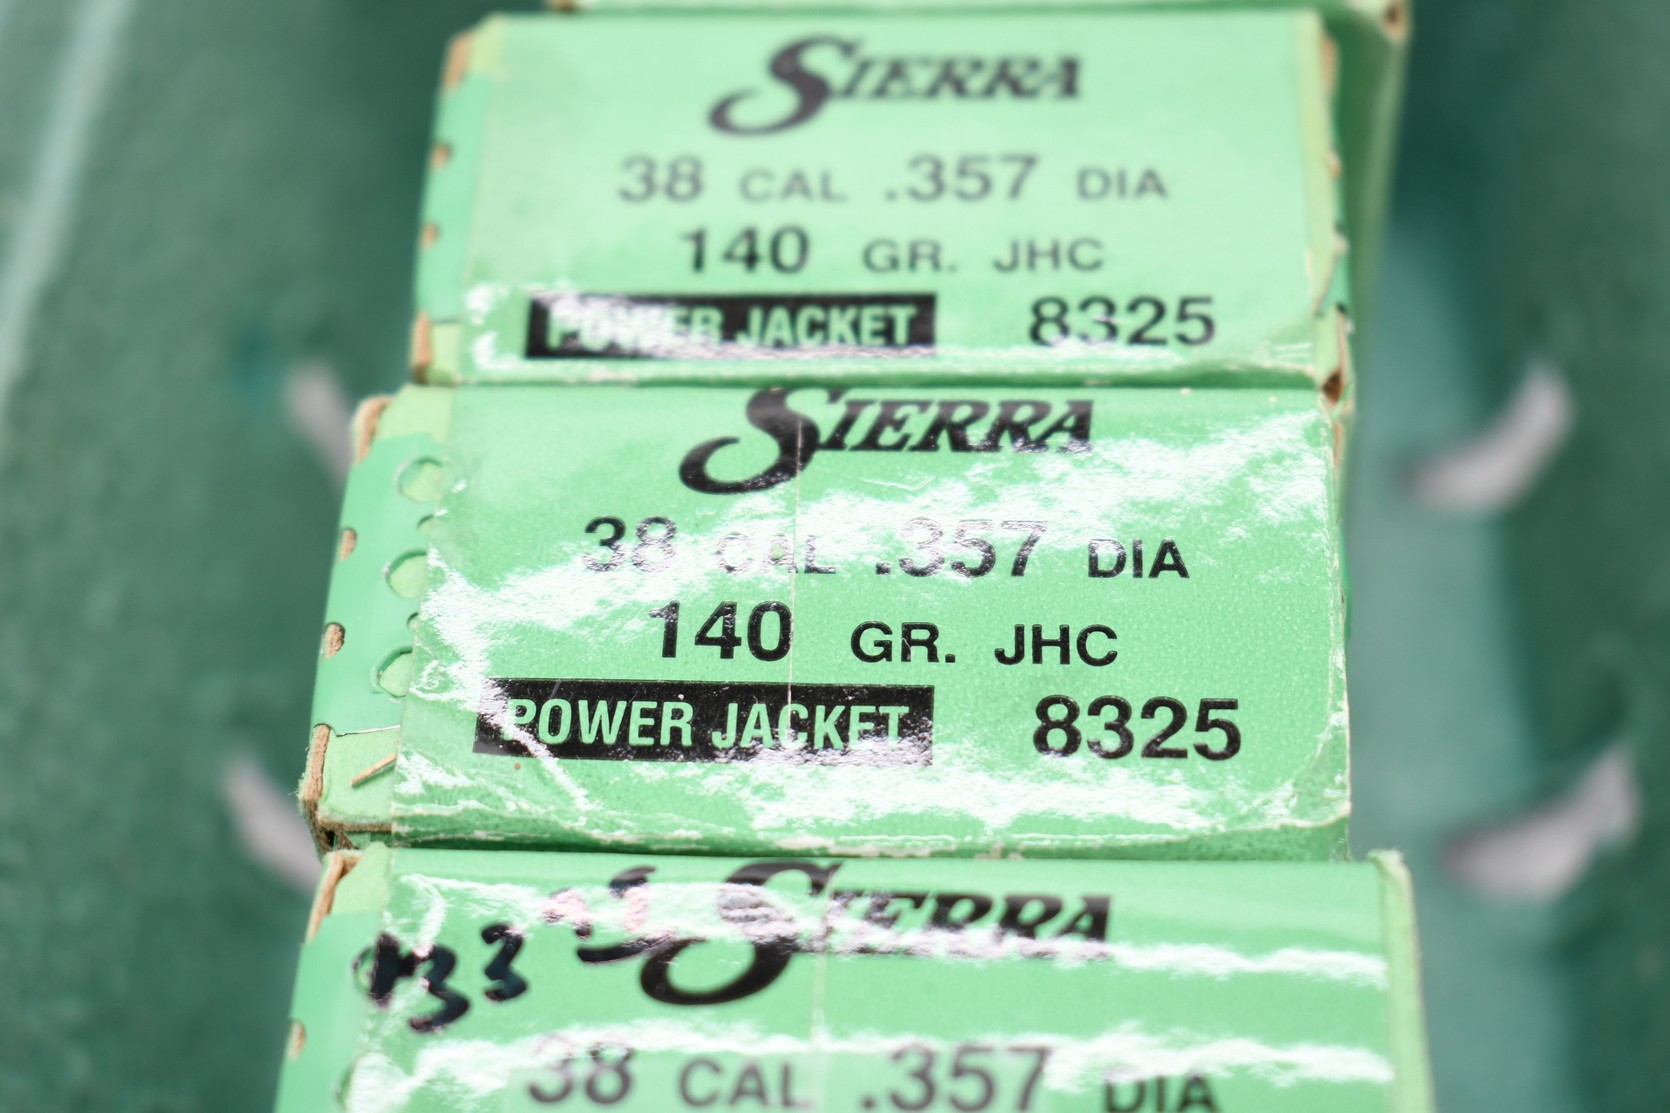 SIERRA
38 CAL .357 DIA
140 GR. JHC
POWER JACKET 8325
SIERRA
38 CAL .357 DIA
140 GR. JHC
POWER JACKET 8325
SIERRA
38 CAL .357 DIA